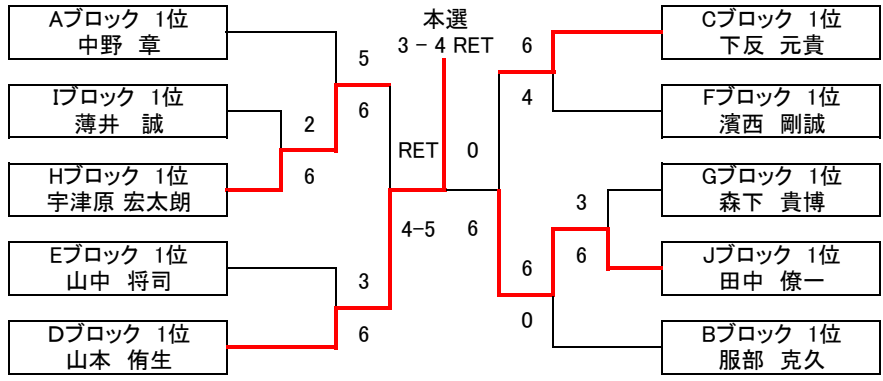 本選
3 - 4 RET
Aブロック 1位
中野 章
5
Iブロック 1位
薄井 誠
2
6
Hブロック 1位
宇津原 宏太朗
6
RET
4-5
Eブロック 1位
山中 将司
3
Dブロック 1位
山本 侑生
6
Cブロック 1位
下反 元貴
6
Fブロック 1位
濱西 剛誠
4
0
6
Gブロック 1位
森下 貴博
3
Jブロック 1位
田中 僚一
6
6
Bブロック 1位
服部 克久
0